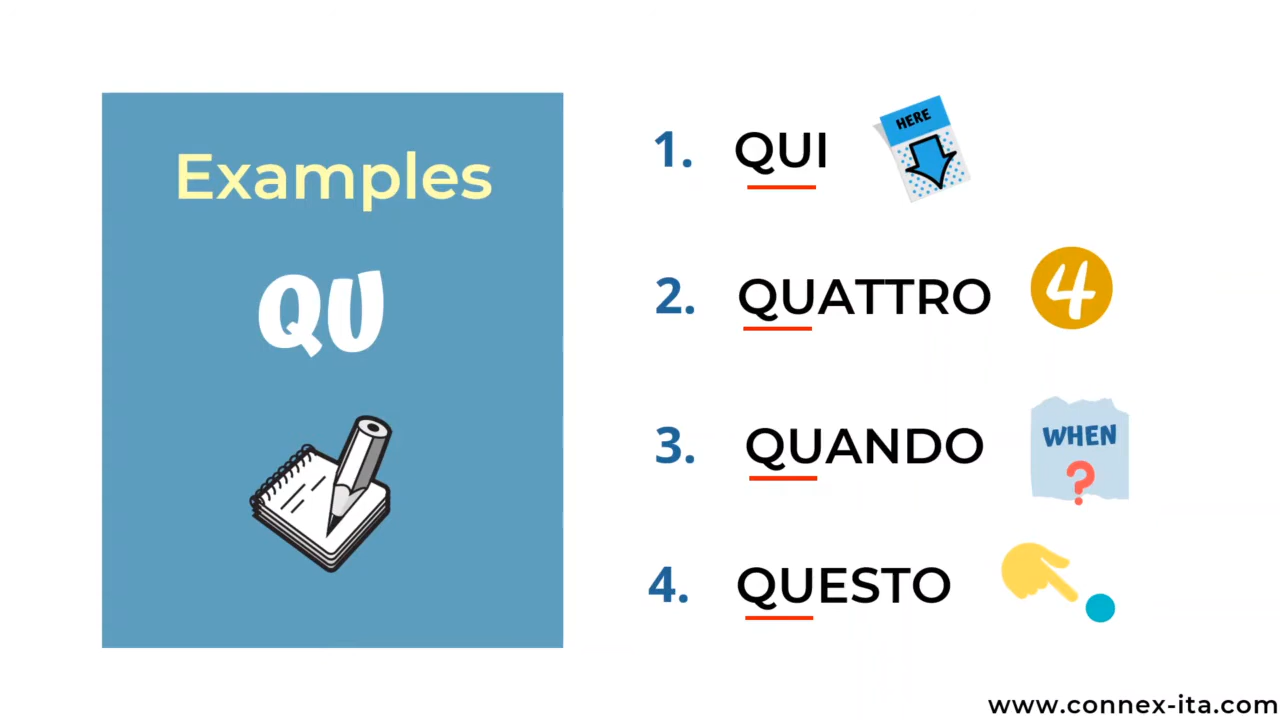 Examples
QU
1. QUI
HERE
2. QUATTRO
4
3. QUANDO
WHEN
?
4. QUESTO
www.connex-ita.com